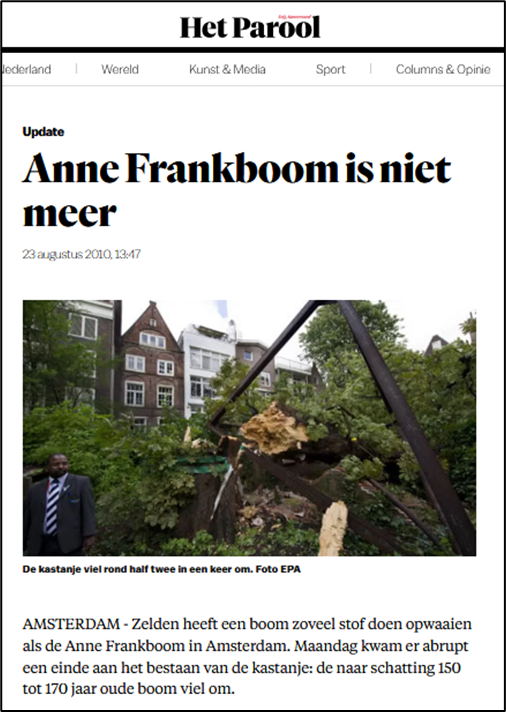 Het Parool
Nederland | Wereld Kunst & Media Sport | Columns & Opinie
Update
Anne Frankboom is niet
meer
23 augustus 2010, 13:47
De kastanje viel rond half twee in een keer om. Foto EPA
AMSTERDAM - Zelden heeft een boom zoveel stof doen opwaaien
als de Anne Frankboom in Amsterdam. Maandag kwam er abrupt
een einde aan het bestaan van de kastanje: de naar schatting 150
tot 170 jaar oude boom viel om.